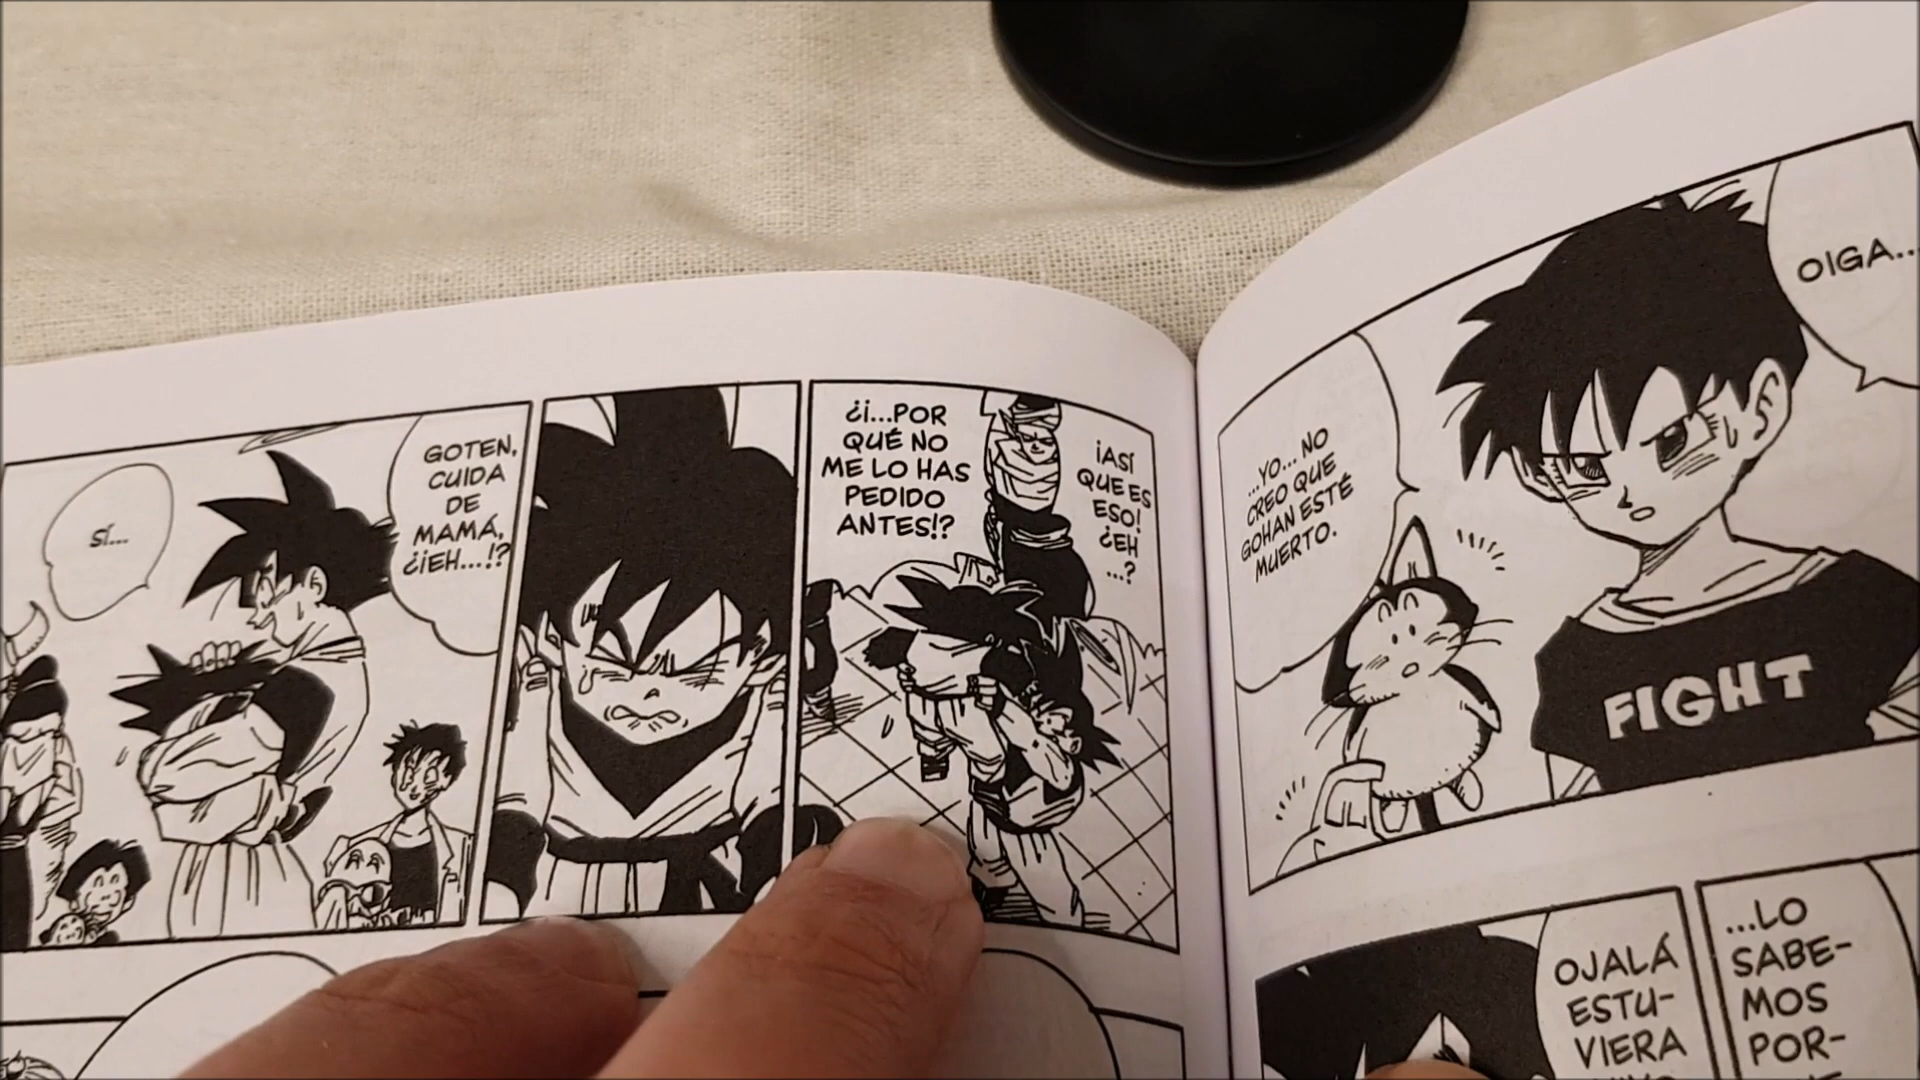 OIGA...
...YO... NO
CREO QUE
GOHAN ESTÉ
MUERTO.
FIGHT
...LO
SABE-
MOS
POR-
OJALÁ
ESTU-
VIERA
¡ASÍ
QUE ES
ESO!
¿EH
...?
¿¡...POR
QUÉ NO
ME LO HAS
PEDIDO
ANTES!?
GOTEN,
CUIDA
DE
MAMÁ,
¿¡EH...!?
SÍ...